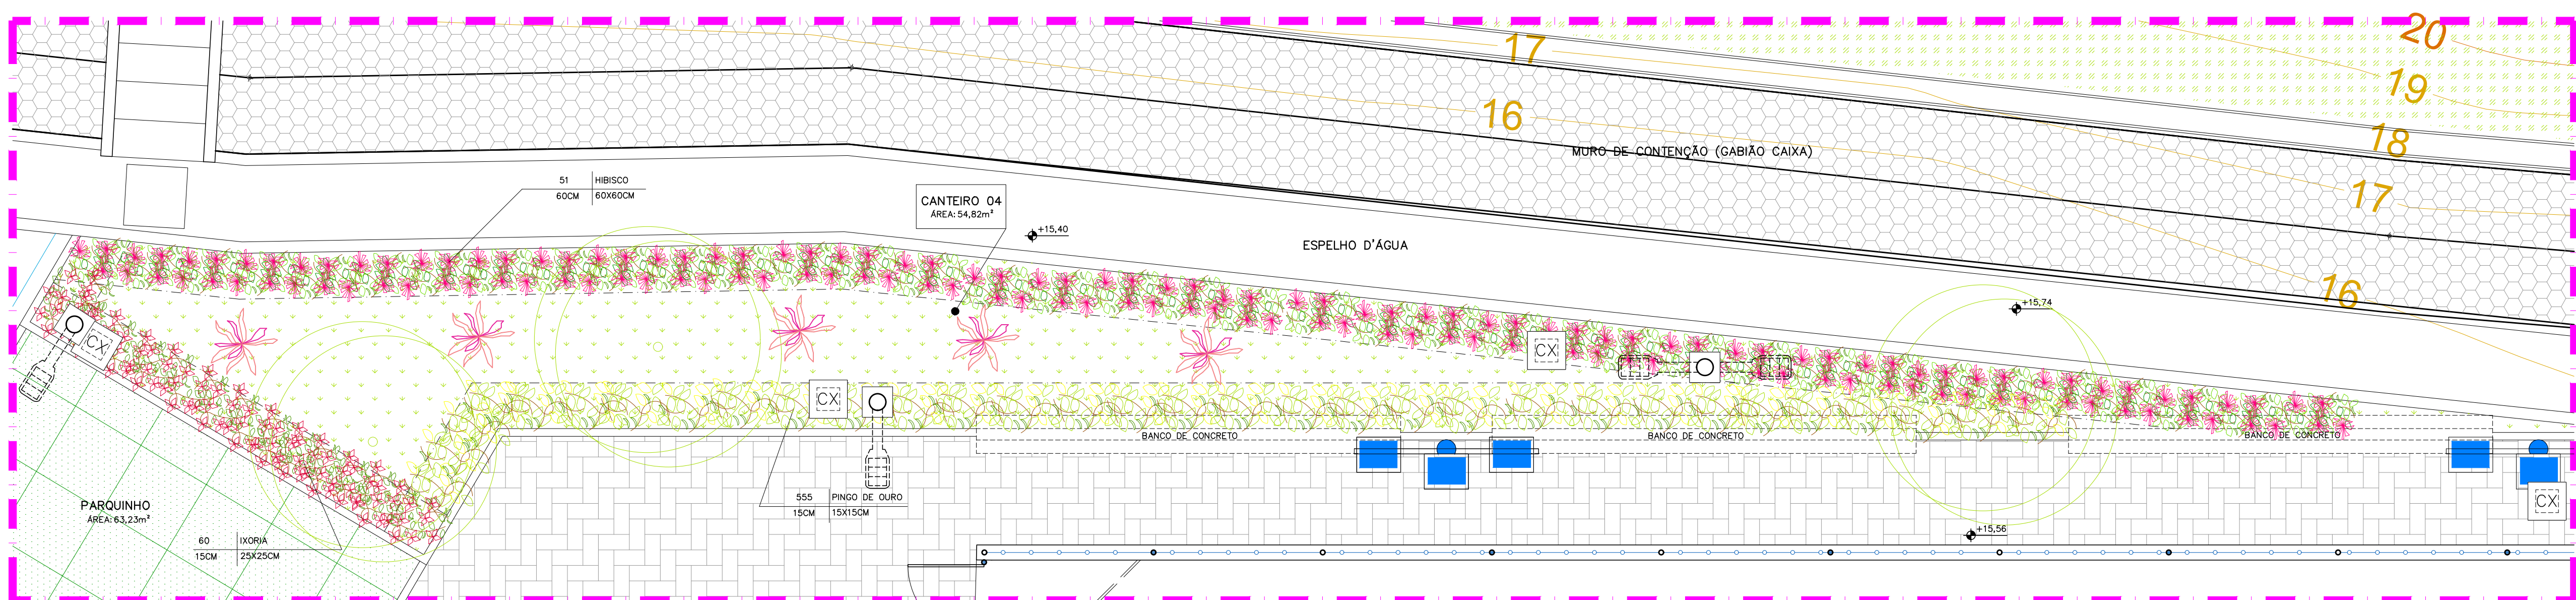 20
17
19
16
18
MURO DE CONTENÇÃO (GABIÃO CAIXA)
51 HIBISCO
60CM 60X60CM
17
CANTEIRO 04
ÁREA: 54,82m²
+15,40
ESPELHO D'ÁGUA
16
+15,74
CX
CX
CX
BANCO DE CONCRETO
BANCO DE CONCRETO
BANCO DE CONCRETO
555 PINGO DE OURO
15CM 15X15CM
CX
PARQUINHO
ÁREA: 63,23m²
+15,56
60 IXORIA
15CM 25X25CM